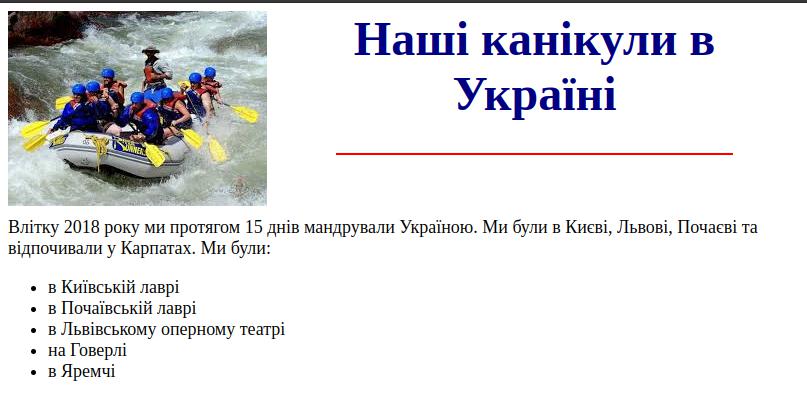 Наші канікули в
Україні
Влітку 2018 року ми протягом 15 днів мандрували Україною. Ми були в Києві, Львові, Почаєві та
відпочивали у Карпатах. Ми були:
в Київській лаврі
в Почаївській лаврі
в Львівському оперному театрі
на Говерлі
в Яремчі